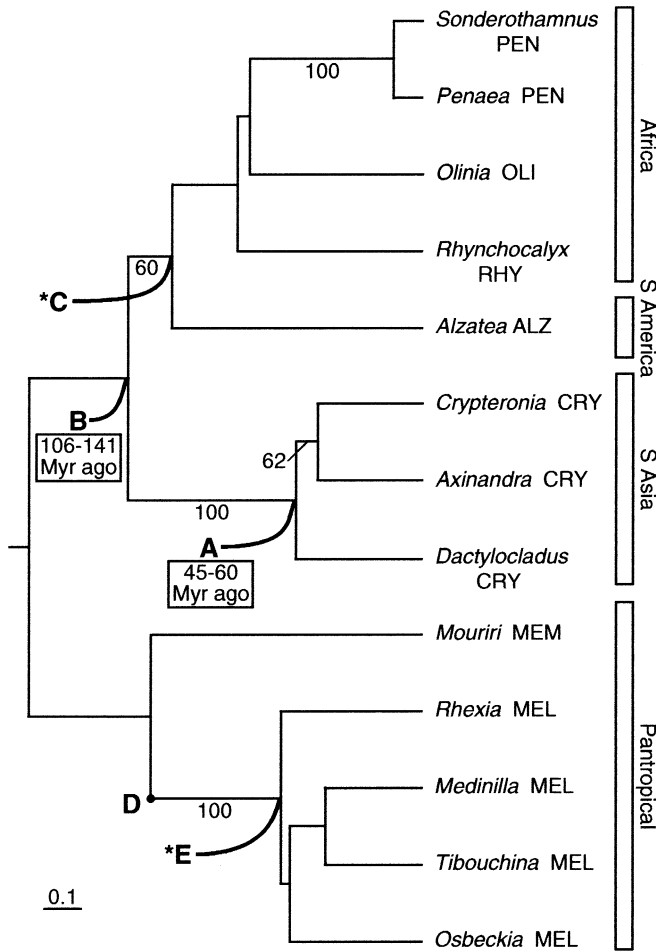 Sonderothamnus
PEN
100
Penaea PEN
Africa
Olinia OLI
Rhynchocalyx
RHY
60
*C
S America
Alzatea ALZ
B
106-141
Myr ago
Crypteronia CRY
62
Axinandra CRY
S Asia
100
A
45-60
Myr ago
Dactylocladus
CRY
Mouriri MEM
Rhexia MEL
Pantropical
Medinilla MEL
D
100
*E
Tibouchina MEL
0.1
Osbeckia MEL